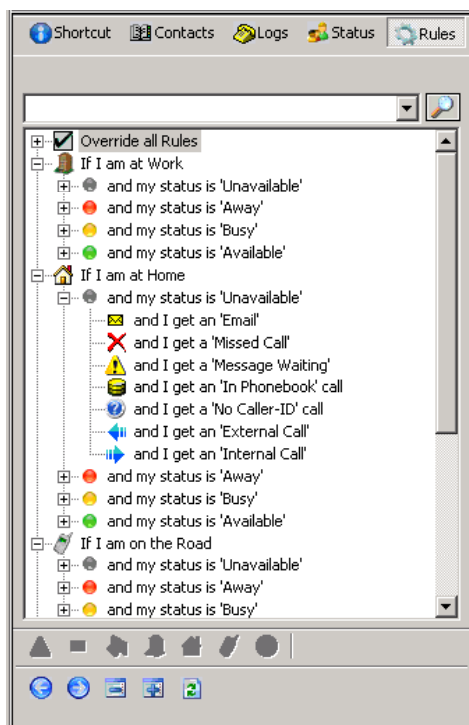 Shortcut Contacts Logs Status Rules
Override all Rules
If I am at Work
and my status is 'Unavailable'
and my status is 'Away'
and my status is 'Busy'
and my status is 'Available'
If I am at Home
and my status is 'Unavailable'
and I get an 'Email'
and I get a 'Missed Call'
and I get a 'Message Waiting'
and I get an 'In Phonebook' call
and I get a 'No Caller-ID' call
and I get an 'External Call'
and I get an 'Internal Call'
and my status is 'Away'
and my status is 'Busy'
and my status is 'Available'
If I am on the Road
and my status is 'Unavailable'
and my status is 'Away'
and my status is 'Busy'